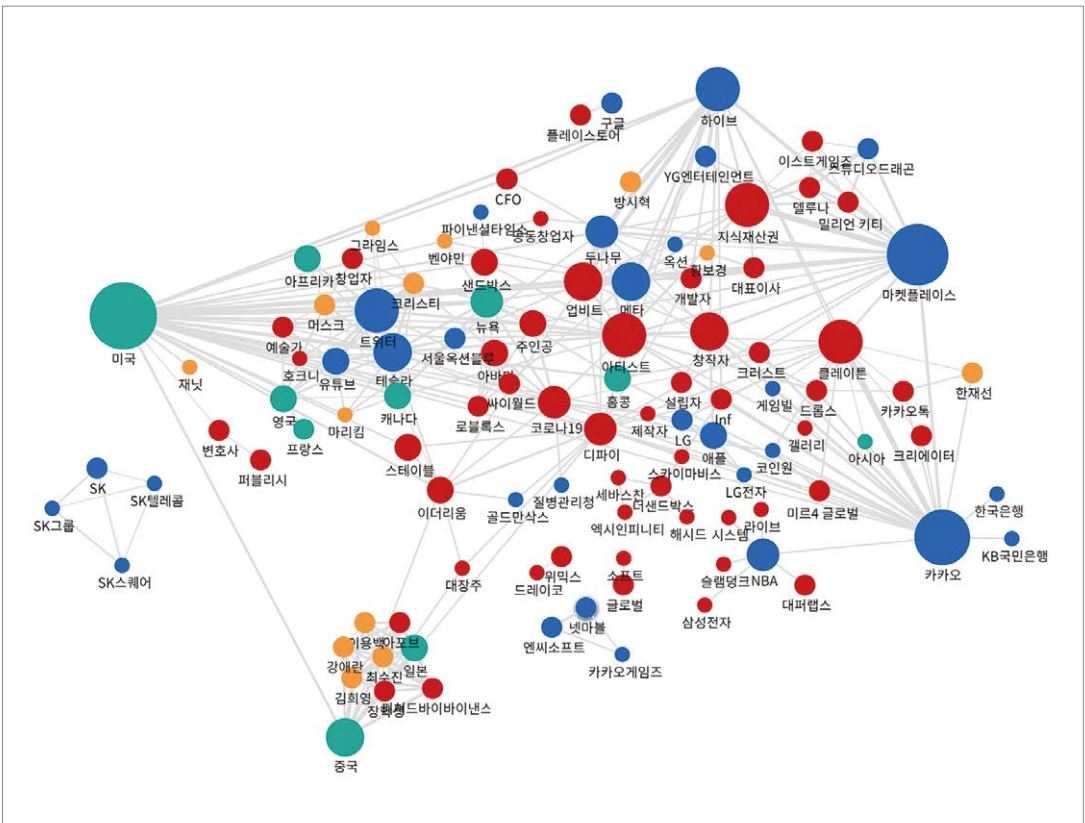 하이브
구글
플레이스토어
이스트게임즈
스튜디오드래곤
YG엔터테인먼트
CFO
방시혁
델루나
밀리언 키티
파이낸셜타임스
공동창업자
지식재산권
그라임스
벤야민
두나무
옥션
황보경
아프리카
창업자
샌드박스
개발자
대표이사
마켓플레이스
크리스티
업비트
메타
머스크
뉴욕
미국
트위터
예술가
주인공
아티스트
창작자
호크니
유튜브
테슬라
서울옥션블루
아바타
크러스트
클레이튼
재닛
홍콩
한재선
싸이월드
설립자
게임빌
드롭스
카카오톡
영국
캐나다
마리킴
로블록스
코로나19
제작자
Inf
프랑스
LG
애플
갤러리
아시아
크리에이터
변호사
스테이블
디파이
스카이마비스
코인원
퍼블리시
LG전자
SK
SK텔레콤
이더리움
골드만삭스
질병관리청
세바스찬
더샌드박스
미르4 글로벌
한국은행
SK그룹
엑시인피니티
해시드
시스템
라이브
KB국민은행
카카오
SK스퀘어
대장주
위믹스
드레이코
소프트
슬램덩크
NBA
글로벌
대퍼랩스
삼성전자
넷마블
엔씨소프트
카카오게임즈
이용백
아포브
일본
강애란
최수진
김희영
중국